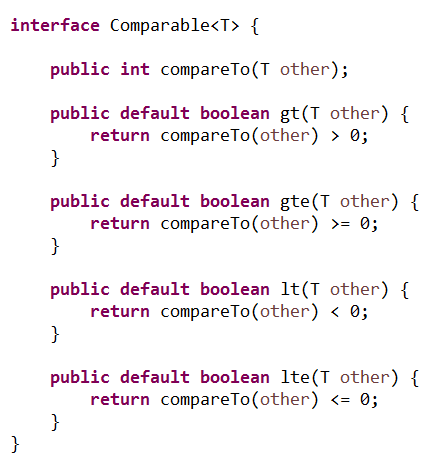 interface Comparable<T> {
public int compareTo(T other);
public default boolean gt(T other) {
return compareTo(other) > 0;
}
public default boolean gte(T other) {
return compareTo(other) >= 0;
}
public default boolean lt(T other) {
return compareTo(other) < 0;
}
public default boolean lte(T other) {
return compareTo(other) <= 0;
}
}